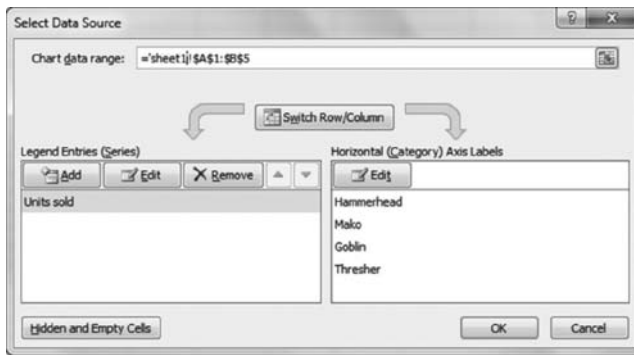 Select Data Source
Chart data range: ='sheet1'!$A$1:$B$5
Switch Row/Column
Legend Entries (Series)
Add Edit Remove
Units sold
Horizontal (Category) Axis Labels
Edit
Hammerhead
Mako
Goblin
Thresher
Hidden and Empty Cells
OK Cancel